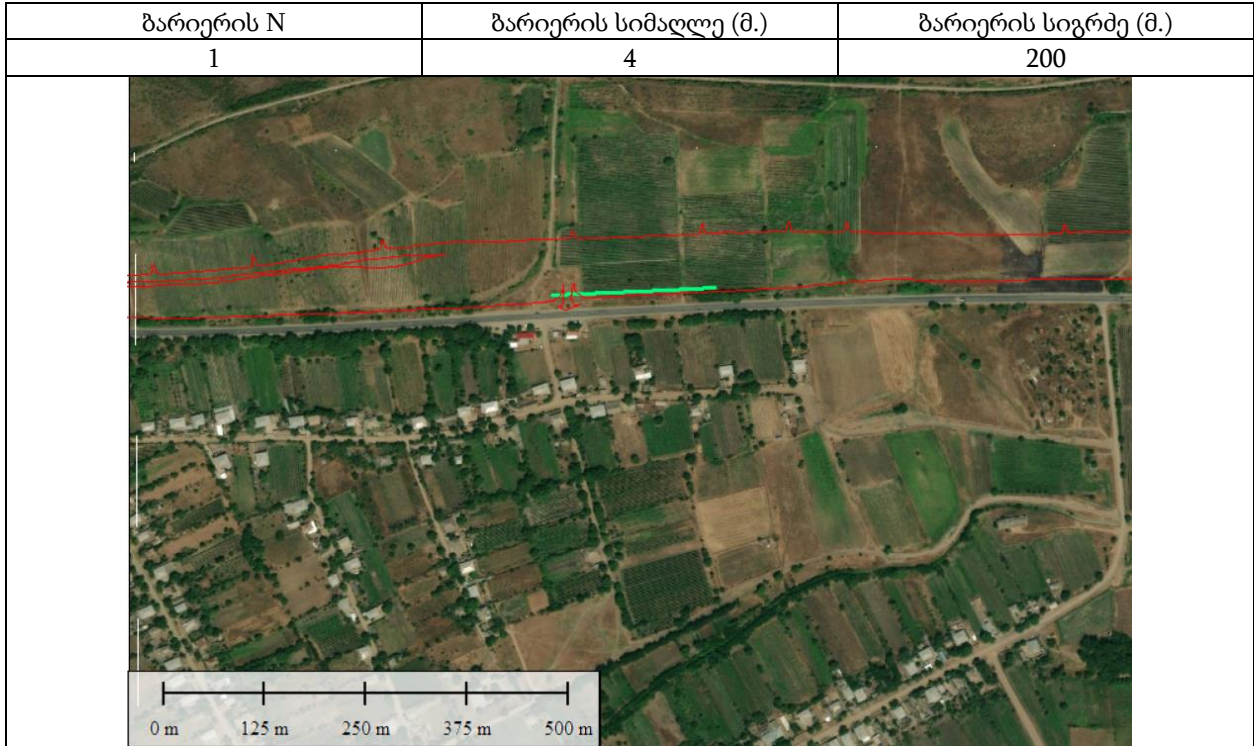 ბარიერის N ბარიერის სიმაღლე (მ.) ბარიერის სიგრძე (მ.)
1 4 200
0 m 125 m 250 m 375 m 500 m